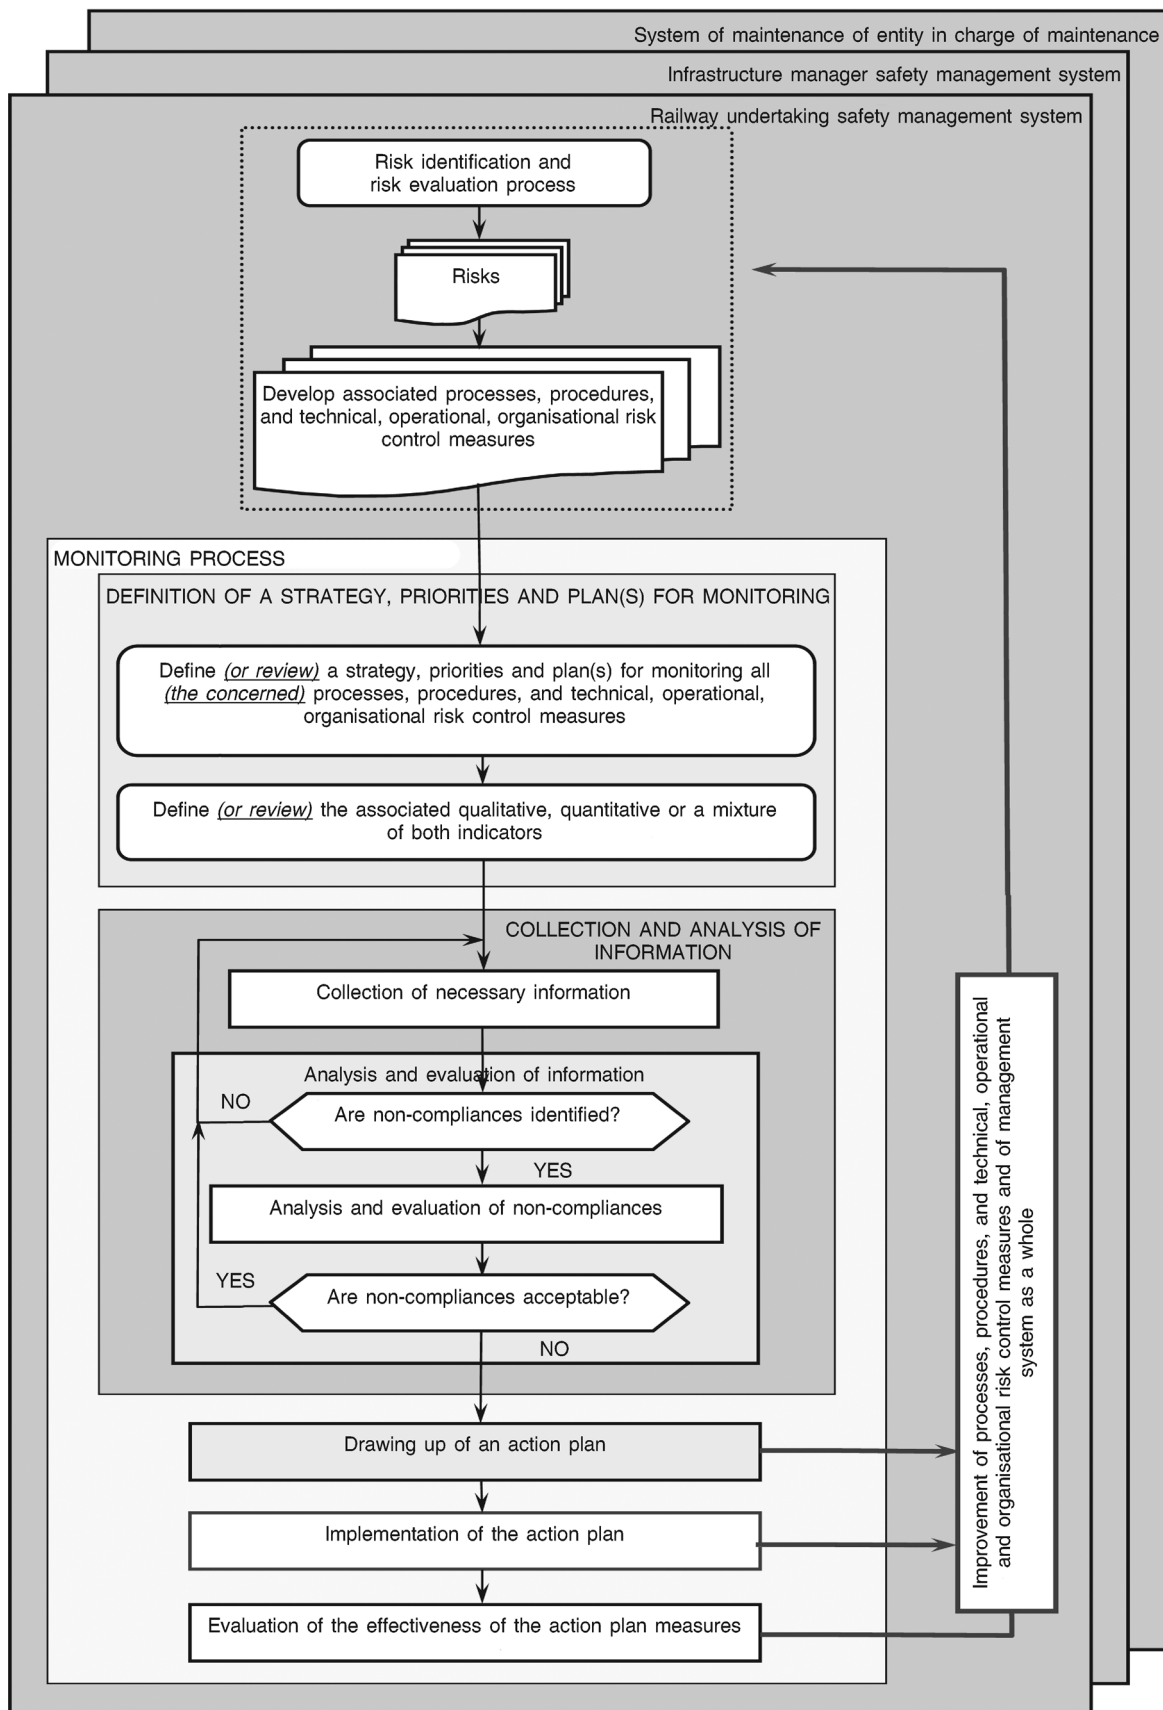 System of maintenance of entity in charge of maintenance
Infrastructure manager safety management system
Railway undertaking safety management system
Risk identification and
risk evaluation process
Risks
Develop associated processes, procedures,
and technical, operational, organisational risk
control measures
MONITORING PROCESS
DEFINITION OF A STRATEGY, PRIORITIES AND PLAN(S) FOR MONITORING
Define (or review) a strategy, priorities and plan(s) for monitoring all
(the concerned) processes, procedures, and technical, operational,
organisational risk control measures
Define (or review) the associated qualitative, quantitative or a mixture
of both indicators
COLLECTION AND ANALYSIS OF
INFORMATION
Collection of necessary information
Analysis and evaluation of information
NO
Are non-compliances identified?
YES
Analysis and evaluation of non-compliances
YES
Are non-compliances acceptable?
NO
Drawing up of an action plan
Implementation of the action plan
Evaluation of the effectiveness of the action plan measures
Improvement of processes, procedures, and technical, operational
and organisational risk control measures and of management
system as a whole